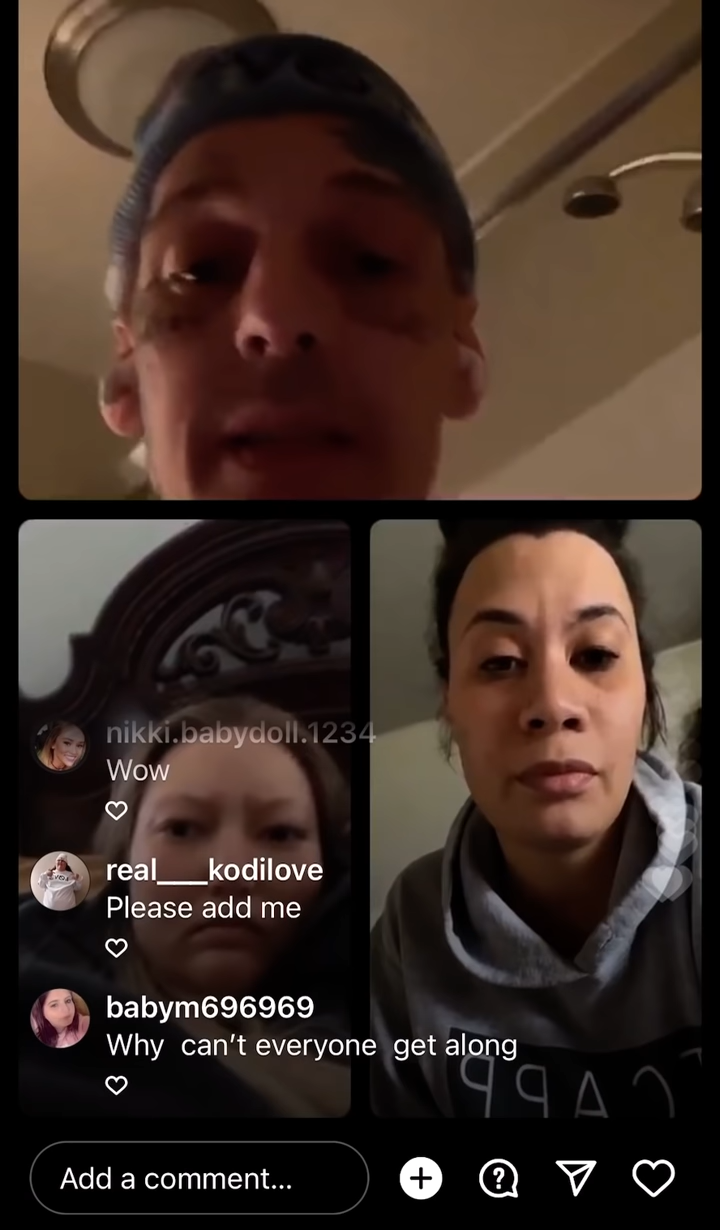 nikki.babydoll.1234
Wow
real___kodilove
Please add me
babym696969
Why can't everyone get along
Add a comment...